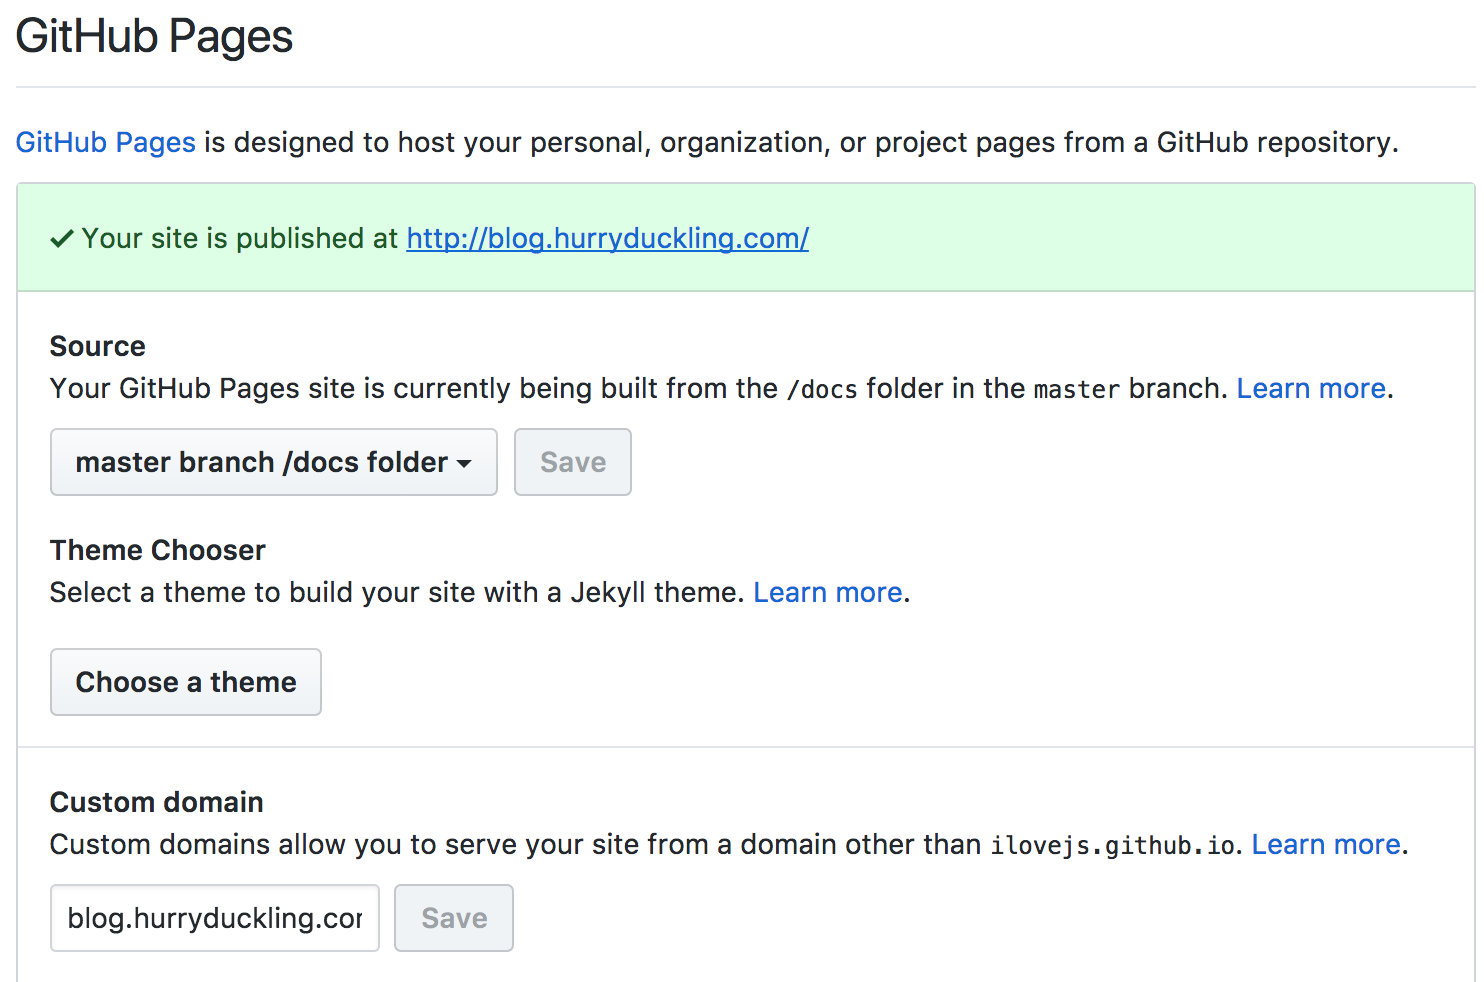 GitHub Pages
GitHub Pages is designed to host your personal, organization, or project pages from a GitHub repository.
Your site is published at http://blog.hurryduckling.com/
Source
Your GitHub Pages site is currently being built from the /docs folder in the master branch. Learn more.
master branch /docs folder Save
Theme Chooser
Select a theme to build your site with a Jekyll theme. Learn more.
Choose a theme
Custom domain
Custom domains allow you to serve your site from a domain other than ilovejs.github.io. Learn more.
blog.hurryduckling.cor Save